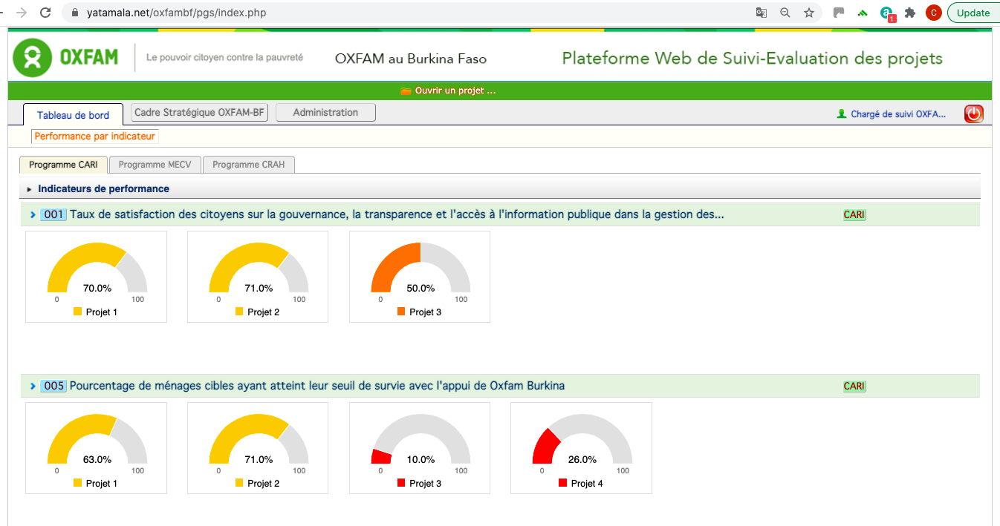 yatamala.net/oxfambf/pgs/index.php
1
C
Update
OXFAM
Le pouvoir citoyen contre la pauvreté
OXFAM au Burkina Faso
Plateforme Web de Suivi-Evaluation des projets
Ouvrir un projet ...
Tableau de bord
Cadre Stratégique OXFAM-BF
Administration
Chargé de suivi OXFA...
Performance par indicateur
Programme CARI
Programme MECV
Programme CRAH
Indicateurs de performance
001 Taux de satisfaction des citoyens sur la gouvernance, la transparence et l'accès à l'information publique dans la gestion des... CARI
70.0% 71.0% 50.0%
0 100 0 100 0 100
Projet 1 Projet 2 Projet 3
005 Pourcentage de ménages cibles ayant atteint leur seuil de survie avec l'appui de Oxfam Burkina CARI
63.0% 71.0% 10.0% 26.0%
0 100 0 100 0 100 0 100
Projet 1 Projet 2 Projet 3 Projet 4